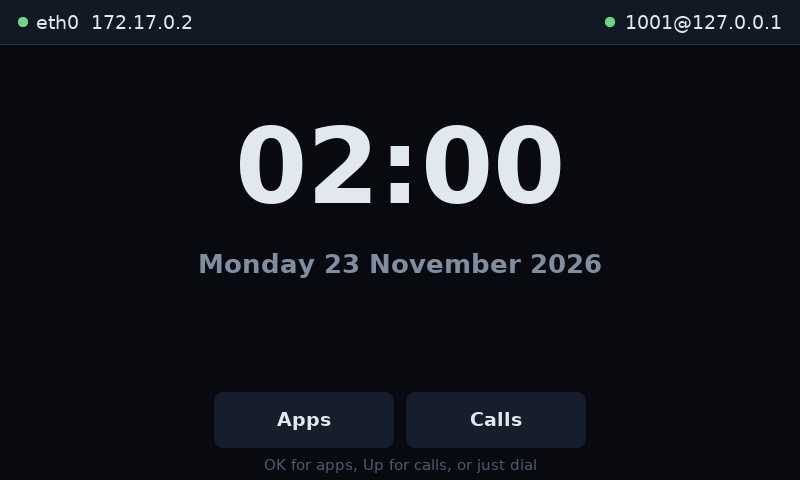 eth0 172.17.0.2
1001@127.0.0.1
02:00
Monday 23 November 2026
Apps
Calls
OK for apps, Up for calls, or just dial